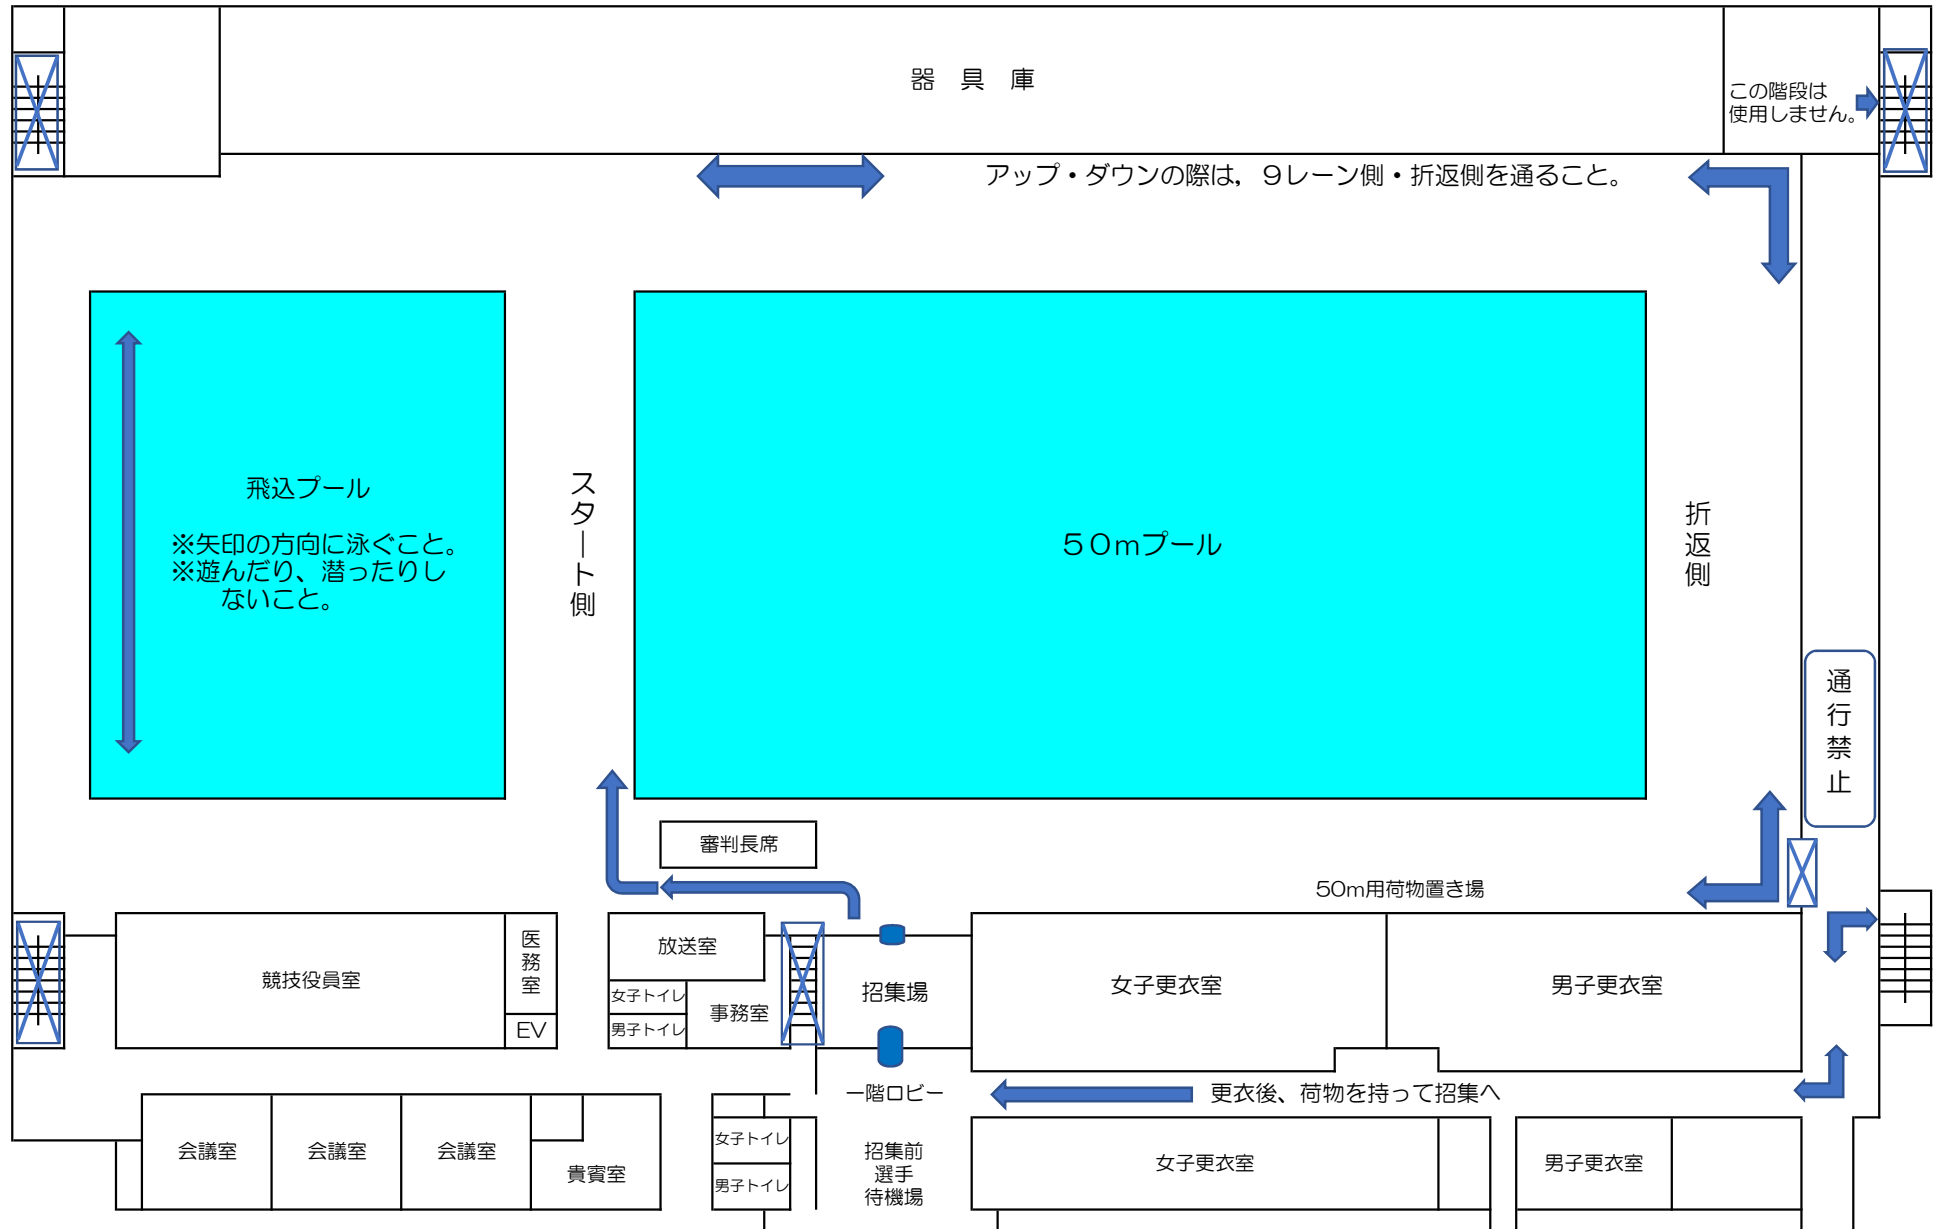 器 具 庫
この階段は
使用しません。
アップ・ダウンの際は，９レーン側・折返側を通ること。
飛込プール
※矢印の方向に泳ぐこと。
※遊んだり、潜ったりし
ないこと。
スタート側
５０ｍプール
折返側
通行禁止
審判長席
50m用荷物置き場
競技役員室
医務室
EV
放送室
女子トイレ
男子トイレ
事務室
招集場
女子更衣室
男子更衣室
一階ロビー
更衣後、荷物を持って招集へ
会議室
会議室
会議室
貴賓室
女子トイレ
男子トイレ
招集前
選手
待機場
女子更衣室
男子更衣室